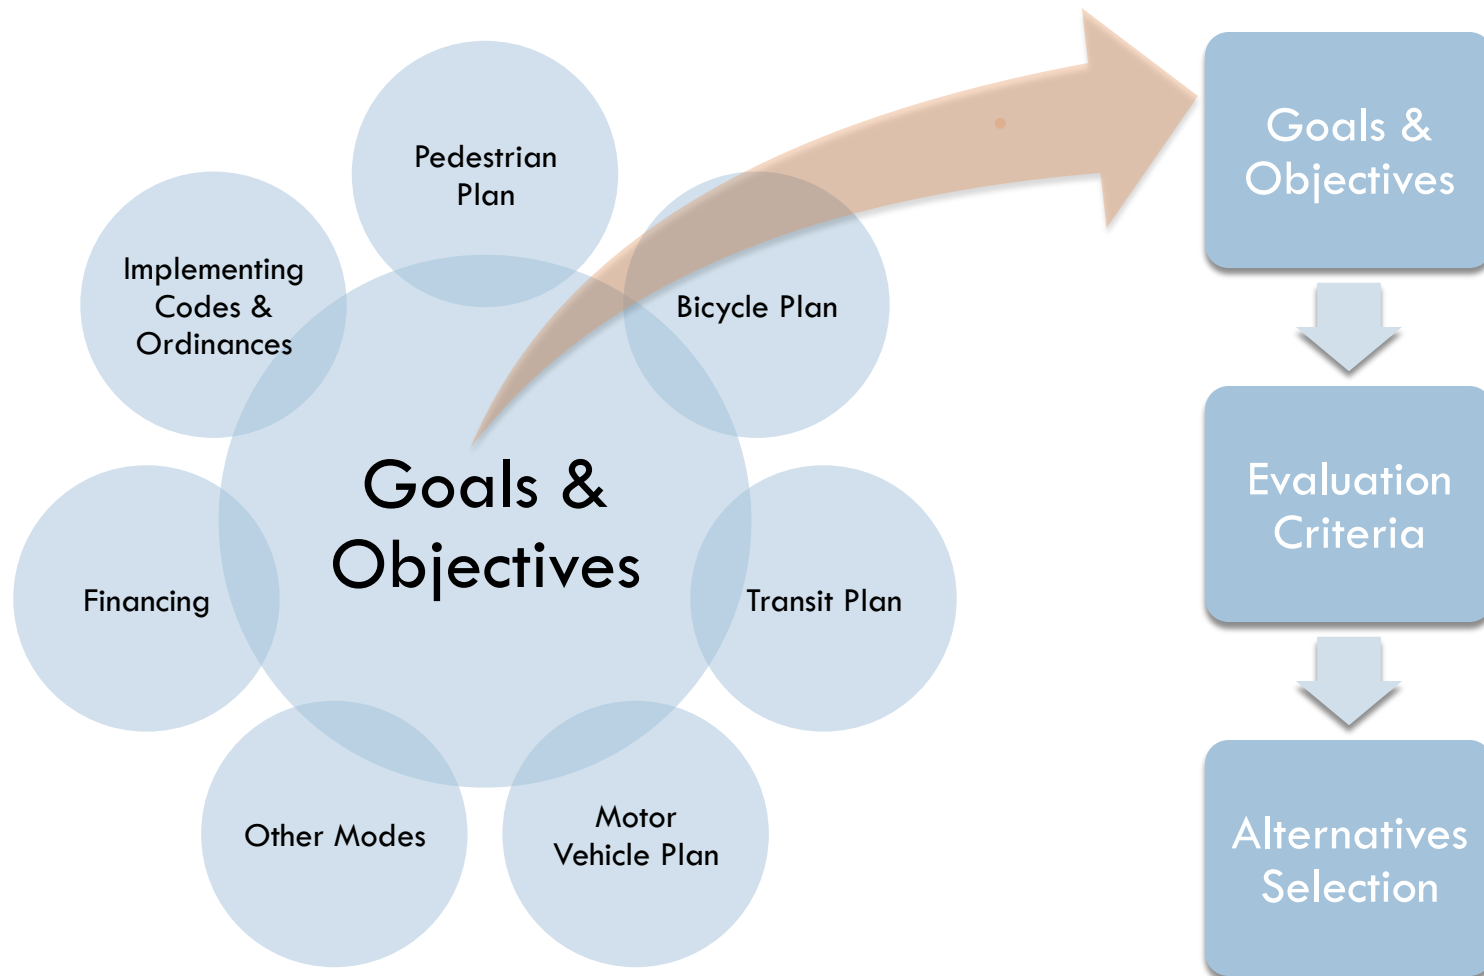 Pedestrian
Plan
Implementing
Codes &
Ordinances
Bicycle Plan
Goals &
Objectives
Financing
Transit Plan
Other Modes
Motor
Vehicle Plan
Goals &
Objectives
Evaluation
Criteria
Alternatives
Selection